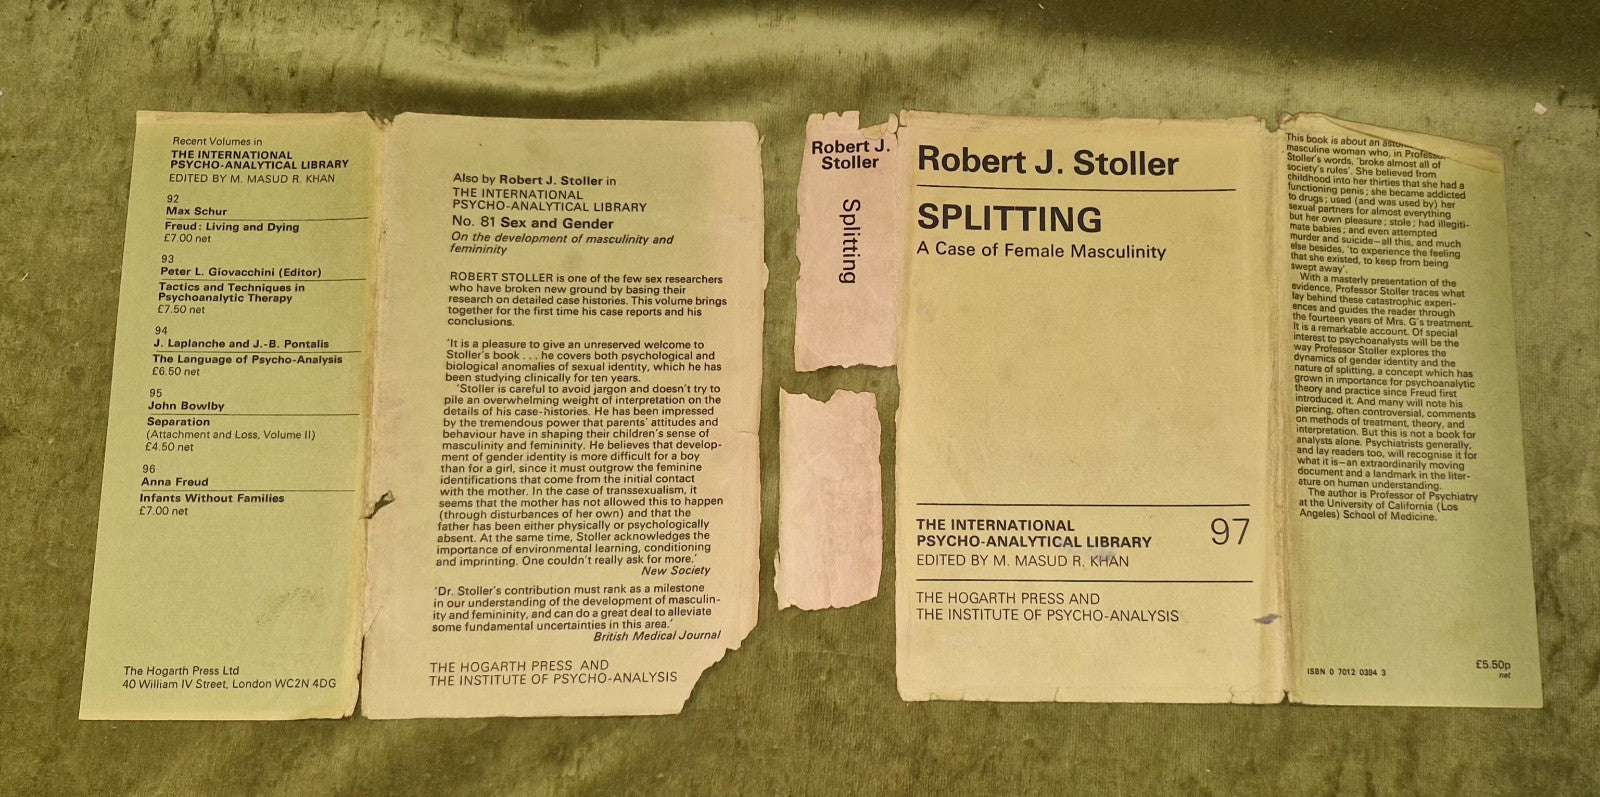 Recent Volumes in
THE INTERNATIONAL
PSYCHO-ANALYTICAL LIBRARY
EDITED BY M. MASUD R. KHAN
92
Max Schur
Freud: Living and Dying
£7.00 net
93
Peter L. Giovacchini (Editor)
Tactics and Techniques in
Psychoanalytic Therapy
£7.50 net
94
J. Laplanche and J.-B. Pontalis
The Language of Psycho-Analysis
£6.50 net
95
John Bowlby
Separation
(Attachment and Loss, Volume II)
£4.50 net
96
Anna Freud
Infants Without Families
£7.00 net
The Hogarth Press Ltd
40 William IV Street, London WC2N 4DG
Also by Robert J. Stoller in
THE INTERNATIONAL
PSYCHO-ANALYTICAL LIBRARY
No. 81 Sex and Gender
On the development of masculinity and
femininity
ROBERT STOLLER is one of the few sex researchers
who have broken new ground by basing their
research on detailed case histories. This volume brings
together for the first time his case reports and his
conclusions.
'It is a pleasure to give an unreserved welcome to
Stoller's book . . . he covers both psychological and
biological anomalies of sexual identity, which he has
been studying clinically for ten years.
'Stoller is careful to avoid jargon and doesn't try to
pile an overwhelming weight of interpretation on the
details of his case-histories. He has been impressed
by the tremendous power that parents' attitudes and
behaviour have in shaping their children's sense of
masculinity and femininity. He believes that develop-
ment of gender identity is more difficult for a boy
than for a girl, since it must outgrow the feminine
identifications that come from the initial contact
with the mother. In the case of transsexualism, it
seems that the mother has not allowed this to happen
(through disturbances of her own) and that the
father has been either physically or psychologically
absent. At the same time, Stoller acknowledges the
importance of environmental learning, conditioning
and imprinting. One couldn't really ask for more.'
New Society
'Dr. Stoller's contribution must rank as a milestone
in our understanding of the development of masculin-
ity and femininity, and can do a great deal to alleviate
some fundamental uncertainties in this area.'
British Medical Journal
THE HOGARTH PRESS AND
THE INSTITUTE OF PSYCHO-ANALYSIS
Robert J.
Stoller
Splitting
Robert J. Stoller
SPLITTING
A Case of Female Masculinity
THE INTERNATIONAL
PSYCHO-ANALYTICAL LIBRARY
97
EDITED BY M. MASUD R. KHAN
THE HOGARTH PRESS AND
THE INSTITUTE OF PSYCHO-ANALYSIS
This book is about an
masculine woman who, in Professor
Stoller's words, 'broke almost all of
society's rules'. She believed from
childhood into her thirties that she had a
functioning penis; she became addicted
to drugs; used (and was used by) her
sexual partners for almost everything
but her own pleasure; stole; had illegiti-
mate babies; and even attempted
murder and suicide—all this, and much
else besides, 'to experience the feeling
that she existed, to keep from being
swept away'.
With a masterly presentation of the
evidence, Professor Stoller traces what
lay behind these catastrophic experi-
ences and guides the reader through
the fourteen years of Mrs. G's treatment.
It is a remarkable account. Of special
interest to psychoanalysts will be the
way Professor Stoller explores the
dynamics of gender identity and the
nature of splitting, a concept which has
grown in importance for psychoanalytic
theory and practice since Freud first
introduced it. And many will note his
piercing, often controversial, comments
on methods of treatment, theory, and
interpretation. But this is not a book for
analysts alone. Psychiatrists generally,
and lay readers too, will recognise it for
what it is—an extraordinarily moving
document and a landmark in the liter-
ature on human understanding.
The author is Professor of Psychiatry
at the University of California (Los
Angeles) School of Medicine.
ISBN 0 7012 0394 3
£5.50p
net